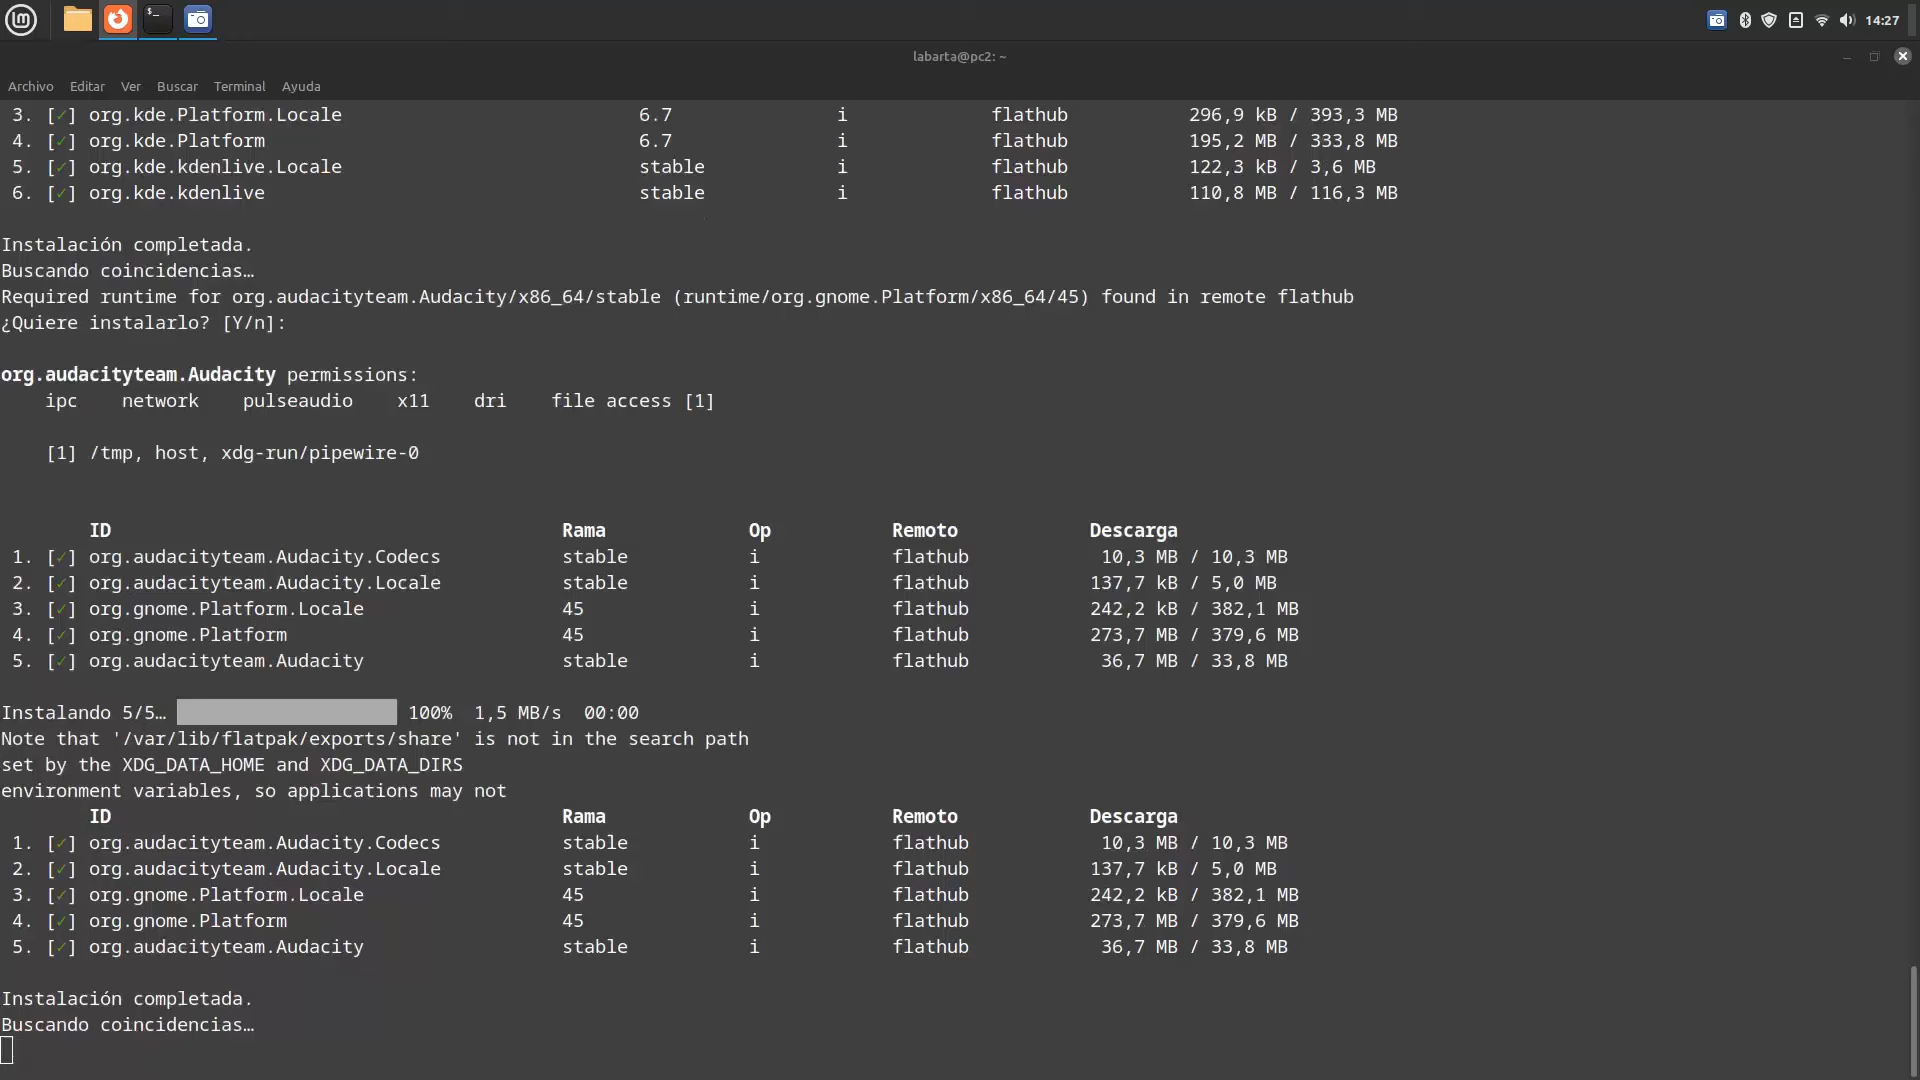 14:27
labarta@pc2: ~
Archivo Editar Ver Buscar Terminal Ayuda
3. [✓] org.kde.Platform.Locale 6.7 i flathub 296,9 kB / 393,3 MB
4. [✓] org.kde.Platform 6.7 i flathub 195,2 MB / 333,8 MB
5. [✓] org.kde.kdenlive.Locale stable i flathub 122,3 kB / 3,6 MB
6. [✓] org.kde.kdenlive stable i flathub 110,8 MB / 116,3 MB
Instalación completada.
Buscando coincidencias…
Required runtime for org.audacityteam.Audacity/x86_64/stable (runtime/org.gnome.Platform/x86_64/45) found in remote flathub
¿Quiere instalarlo? [Y/n]:
org.audacityteam.Audacity permissions:
ipc network pulseaudio x11 dri file access [1]
[1] /tmp, host, xdg-run/pipewire-0
ID Rama Op Remoto Descarga
1. [✓] org.audacityteam.Audacity.Codecs stable i flathub 10,3 MB / 10,3 MB
2. [✓] org.audacityteam.Audacity.Locale stable i flathub 137,7 kB / 5,0 MB
3. [✓] org.gnome.Platform.Locale 45 i flathub 242,2 kB / 382,1 MB
4. [✓] org.gnome.Platform 45 i flathub 273,7 MB / 379,6 MB
5. [✓] org.audacityteam.Audacity stable i flathub 36,7 MB / 33,8 MB
Instalando 5/5… 100% 1,5 MB/s 00:00
Note that '/var/lib/flatpak/exports/share' is not in the search path
set by the XDG_DATA_HOME and XDG_DATA_DIRS
environment variables, so applications may not
ID Rama Op Remoto Descarga
1. [✓] org.audacityteam.Audacity.Codecs stable i flathub 10,3 MB / 10,3 MB
2. [✓] org.audacityteam.Audacity.Locale stable i flathub 137,7 kB / 5,0 MB
3. [✓] org.gnome.Platform.Locale 45 i flathub 242,2 kB / 382,1 MB
4. [✓] org.gnome.Platform 45 i flathub 273,7 MB / 379,6 MB
5. [✓] org.audacityteam.Audacity stable i flathub 36,7 MB / 33,8 MB
Instalación completada.
Buscando coincidencias…